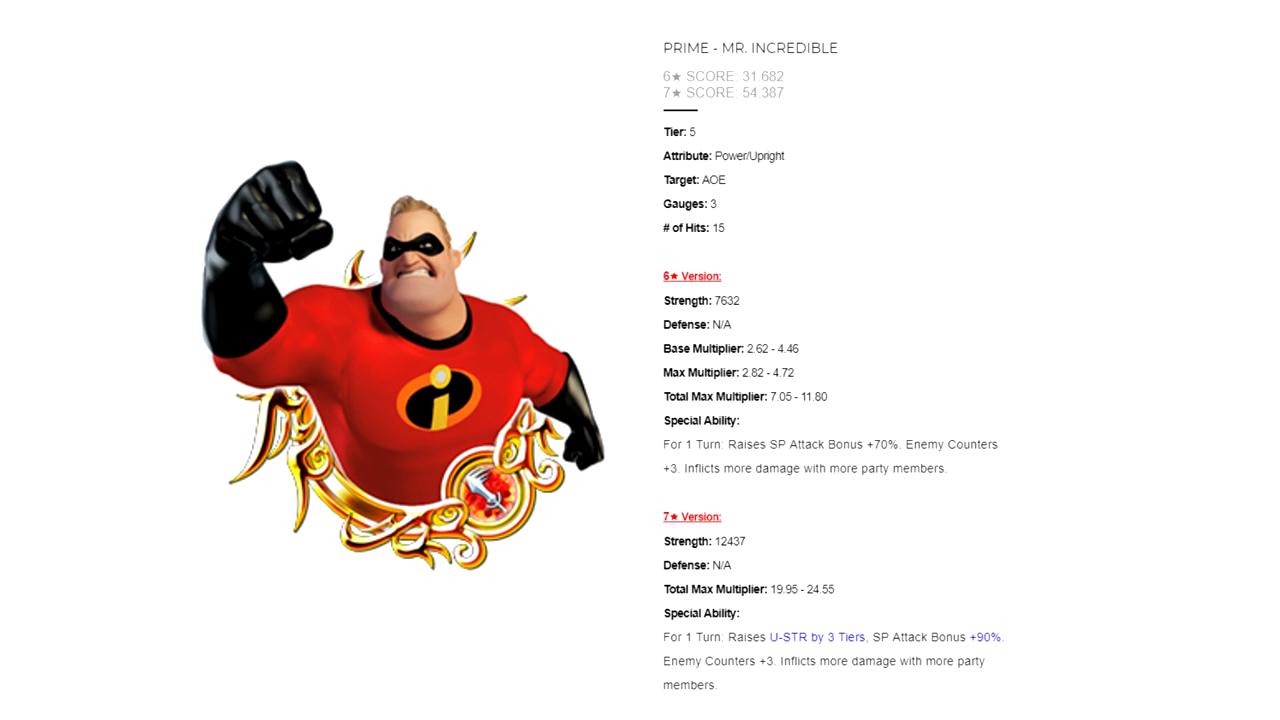 PRIME - MR. INCREDIBLE
6★ SCORE: 31.682
7★ SCORE: 54.387
Tier: 5
Attribute: Power/Upright
Target: AOE
Gauges: 3
# of Hits: 15
6★ Version:
Strength: 7632
Defense: N/A
Base Multiplier: 2.62 - 4.46
Max Multiplier: 2.82 - 4.72
Total Max Multiplier: 7.05 - 11.80
Special Ability:
For 1 Turn: Raises SP Attack Bonus +70%. Enemy Counters
+3. Inflicts more damage with more party members.
7★ Version:
Strength: 12437
Defense: N/A
Total Max Multiplier: 19.95 - 24.55
Special Ability:
For 1 Turn: Raises U-STR by 3 Tiers, SP Attack Bonus +90%.
Enemy Counters +3. Inflicts more damage with more party
members.